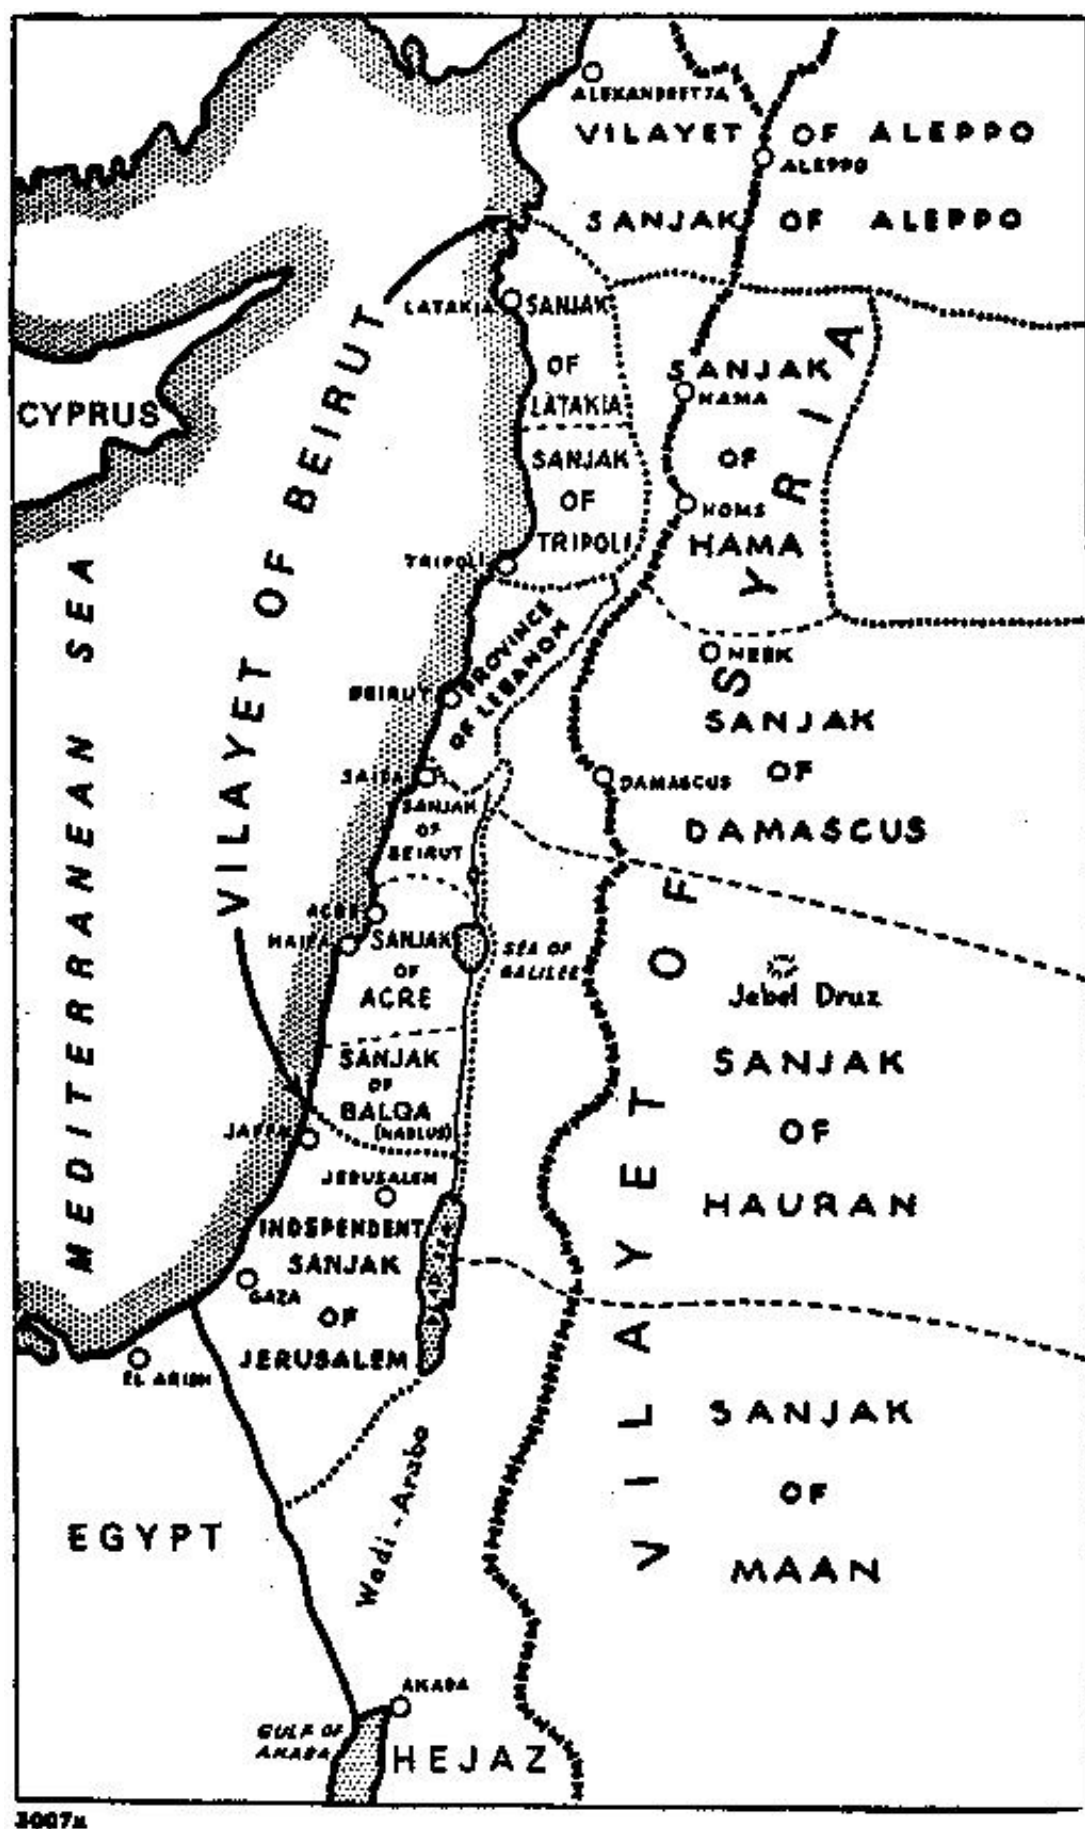 ALEXANDRETTA
VILAYET OF ALEPPO
ALEPPO
SANJAK OF ALEPPO
LATAKIA
SANJAK
OF
LATAKIA
SANJAK
HAMA
OF
HAMA
HOMS
CYPRUS
SANJAK
OF
TRIPOLI
TRIPOLI
VILAYET OF BEIRUT
MEDITERRANEAN SEA
PROVINCE
OF LEBANON
BEIRUT
NEBK
SANJAK
OF
DAMASCUS
DAMASCUS
SAIDA
SANJAK
OF
BEIRUT
ACRE
HAIFA
SANJAK
OF
ACRE
SEA OF
GALILEE
Jebel Druz
SANJAK
OF
HAURAN
VILAYET OF SYRIA
SANJAK
OF
BALQA
(NABLUS)
JAFFA
JERUSALEM
INDEPENDENT
SANJAK
OF
JERUSALEM
DEAD SEA
GAZA
EL ARISH
SANJAK
OF
MAAN
EGYPT
Wadi-Araba
AKABA
GULF OF
AKABA
HEJAZ
3007x